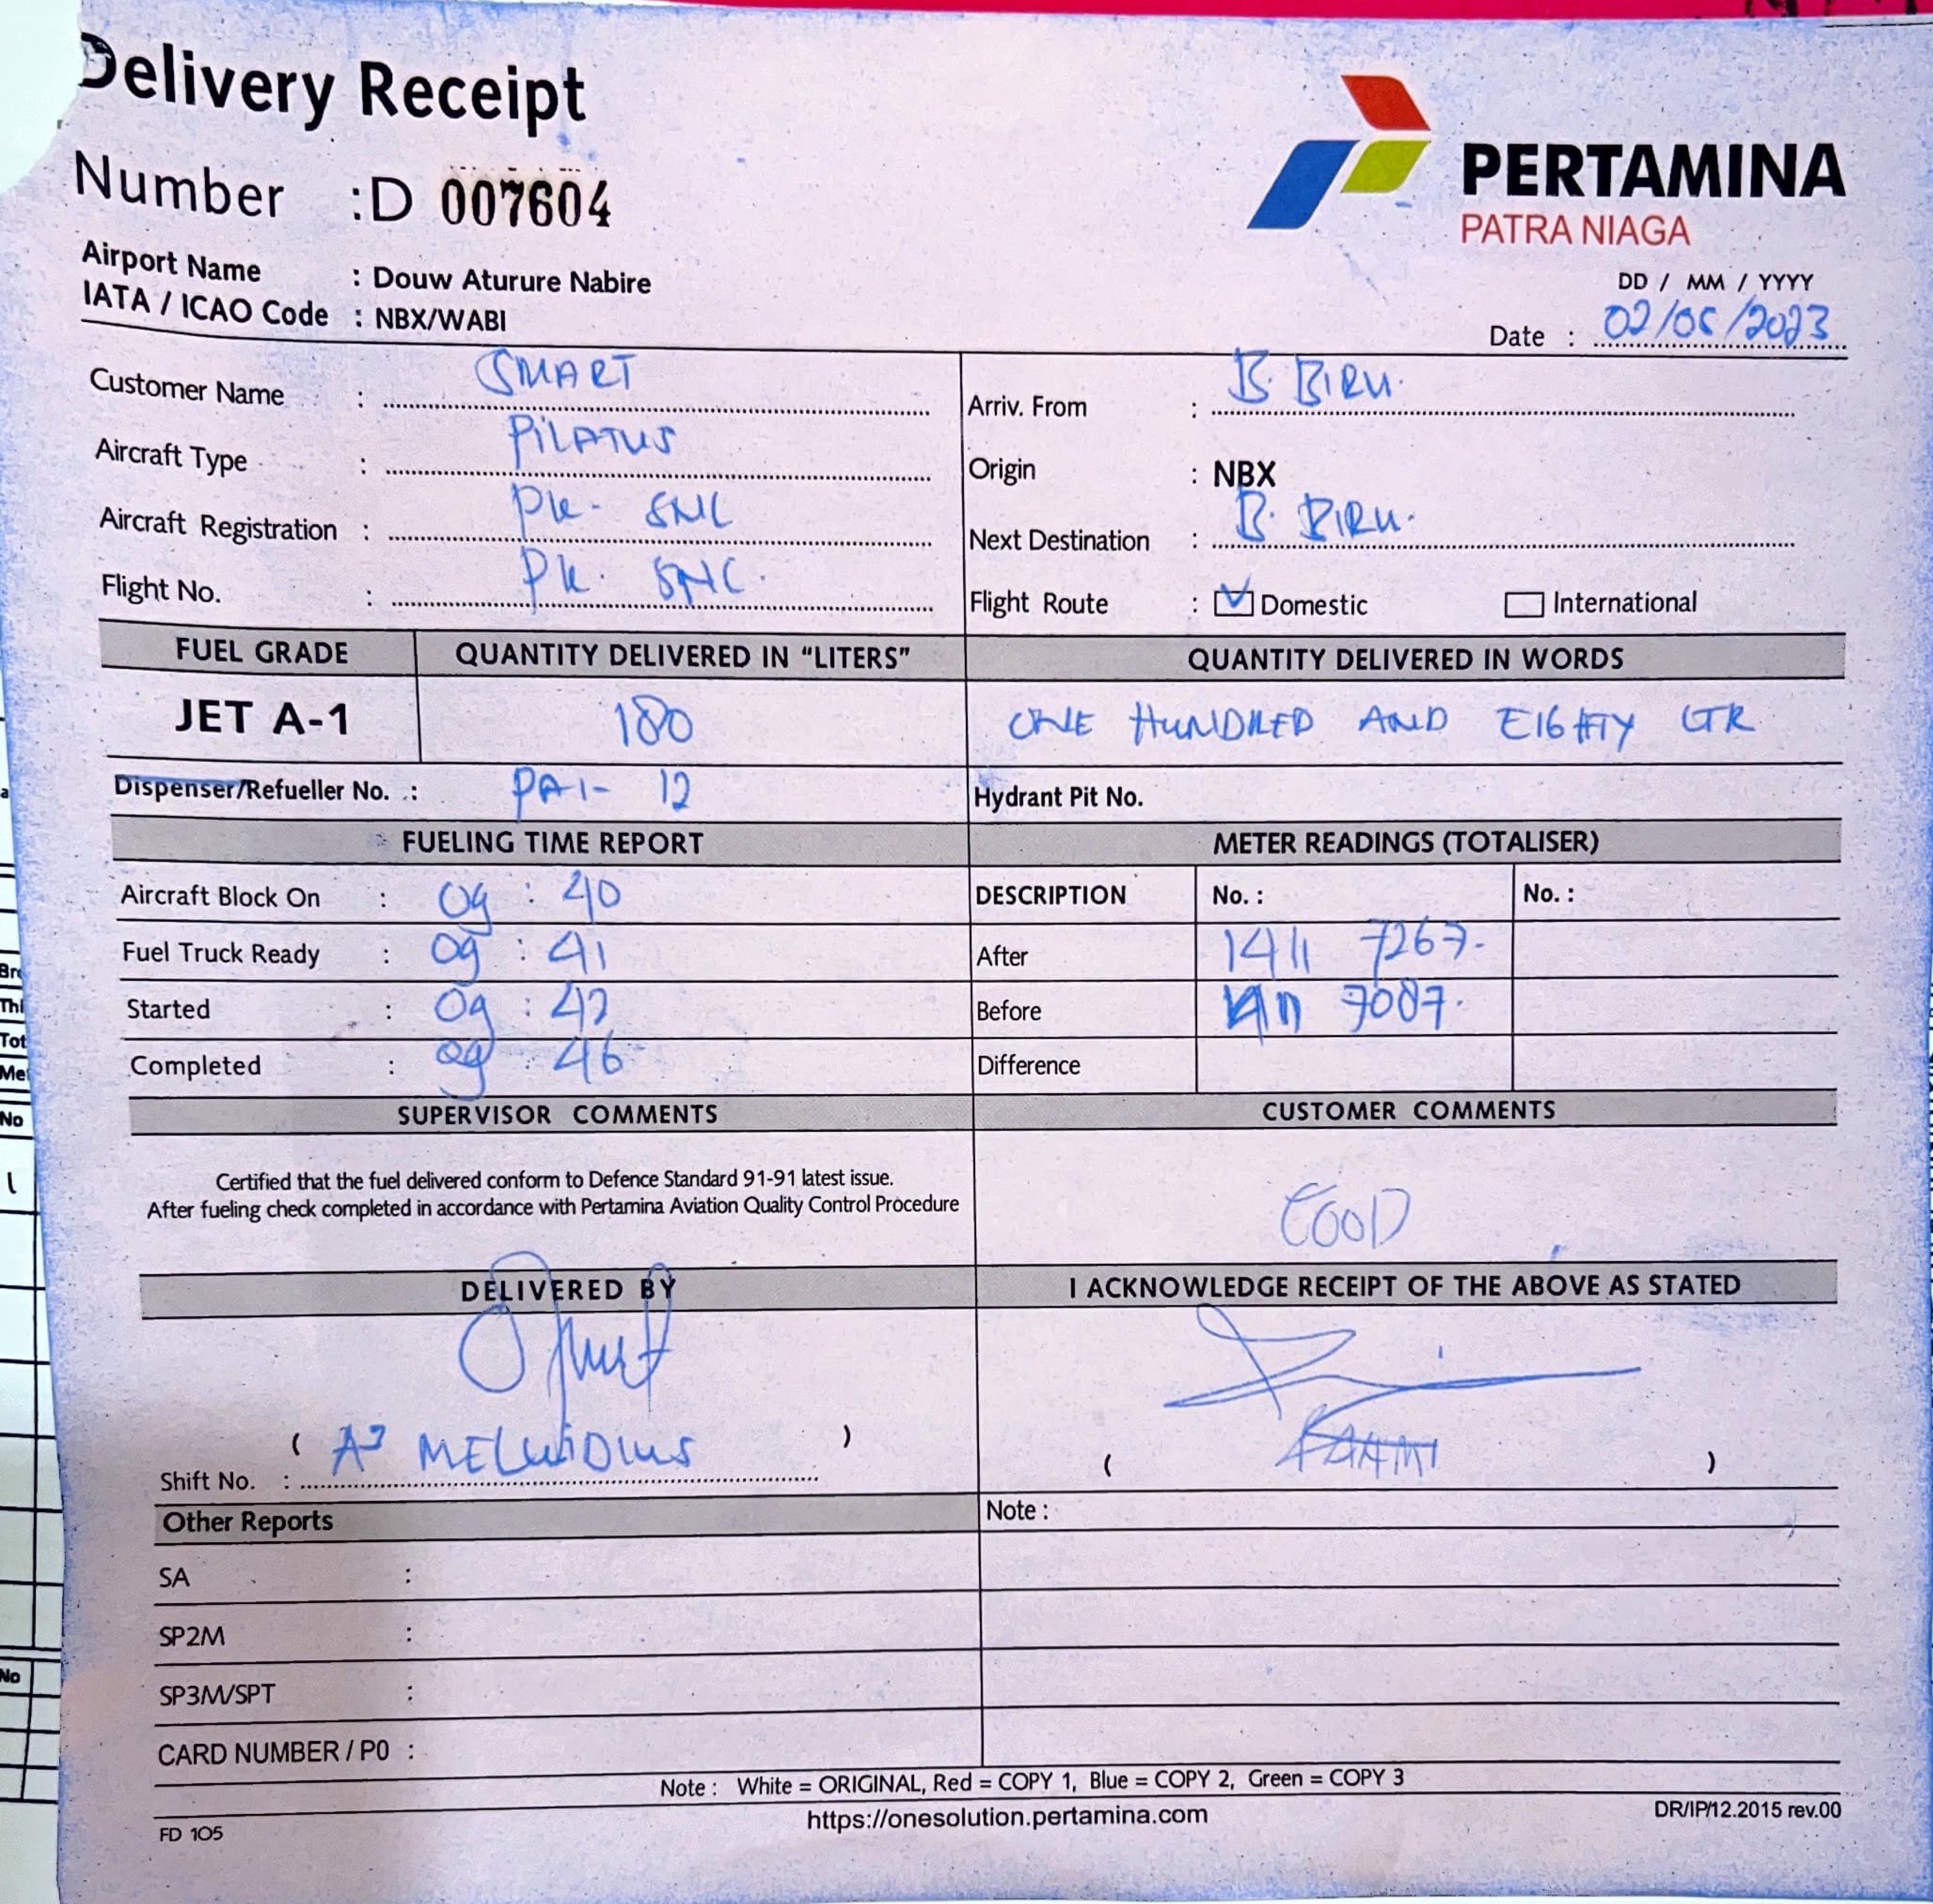 Delivery Receipt
Number : D 007604
PERTAMINA
PATRA NIAGA
Airport Name : Douw Aturure Nabire
IATA / ICAO Code : NBX/WABI
DD / MM / YYYY
Date : 02/05/2023
Customer Name : SMART
Arriv. From : B. BIRU.
Aircraft Type : PILATUS
Origin : NBX
Aircraft Registration : PK- SNC
Next Destination : B. BIRU.
Flight No. : PK. SNC.
Flight Route : Domestic International
FUEL GRADE QUANTITY DELIVERED IN "LITERS" QUANTITY DELIVERED IN WORDS
JET A-1 180 ONE HUNDRED AND EIGHTY LTR
Dispenser/Refueller No. : PAI- 12 Hydrant Pit No.
FUELING TIME REPORT METER READINGS (TOTALISER)
Aircraft Block On : 09 : 40 DESCRIPTION No. : No. :
Fuel Truck Ready : 09 : 41 After 1411 7267.
Started : 09 : 42 Before 7087.
Completed : 09 : 46 Difference
SUPERVISOR COMMENTS CUSTOMER COMMENTS
Certified that the fuel delivered conform to Defence Standard 91-91 latest issue.
After fueling check completed in accordance with Pertamina Aviation Quality Control Procedure
GOOD
DELIVERED BY I ACKNOWLEDGE RECEIPT OF THE ABOVE AS STATED
( )
Shift No. :
( )
Other Reports Note :
SA :
SP2M :
SP3M/SPT :
CARD NUMBER / PO :
Note : White = ORIGINAL, Red = COPY 1, Blue = COPY 2, Green = COPY 3
https://onesolution.pertamina.com
FD 105
DR/IP/12.2015 rev.00
Bre
Thi
Tot
Me
No
No